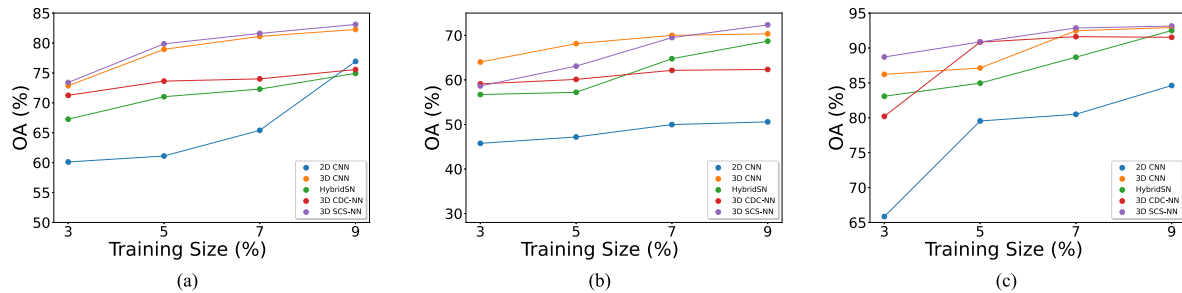 85
80
75
70
65
60
55
50
OA (%)
3 5 7 9
Training Size (%)
2D CNN
3D CNN
HybridSN
3D CDC-NN
3D SCS-NN
(a)
70
60
50
40
30
OA (%)
3 5 7 9
Training Size (%)
2D CNN
3D CNN
HybridSN
3D CDC-NN
3D SCS-NN
(b)
95
90
85
80
75
70
65
OA (%)
3 5 7 9
Training Size (%)
2D CNN
3D CNN
HybridSN
3D CDC-NN
3D SCS-NN
(c)